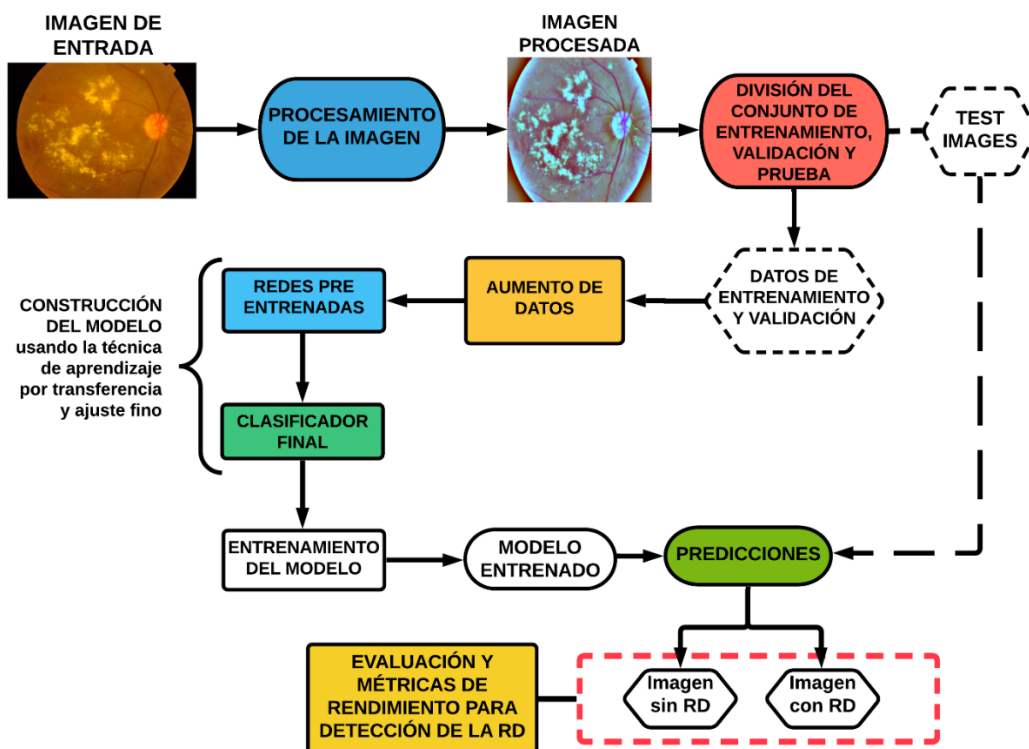 IMAGEN DE
ENTRADA
PROCESAMIENTO
DE LA IMAGEN
IMAGEN
PROCESADA
DIVISIÓN DEL
CONJUNTO DE
ENTRENAMIENTO,
VALIDACIÓN Y
PRUEBA
TEST
IMAGES
DATOS DE
ENTRENAMIENTO
Y VALIDACIÓN
AUMENTO DE
DATOS
REDES PRE
ENTRENADAS
CONSTRUCCIÓN
DEL MODELO
usando la técnica
de aprendizaje
por transferencia
y ajuste fino
CLASIFICADOR
FINAL
ENTRENAMIENTO
DEL MODELO
MODELO
ENTRENADO
PREDICCIONES
EVALUACIÓN Y
MÉTRICAS DE
RENDIMIENTO PARA
DETECCIÓN DE LA RD
Imagen
sin RD
Imagen
con RD